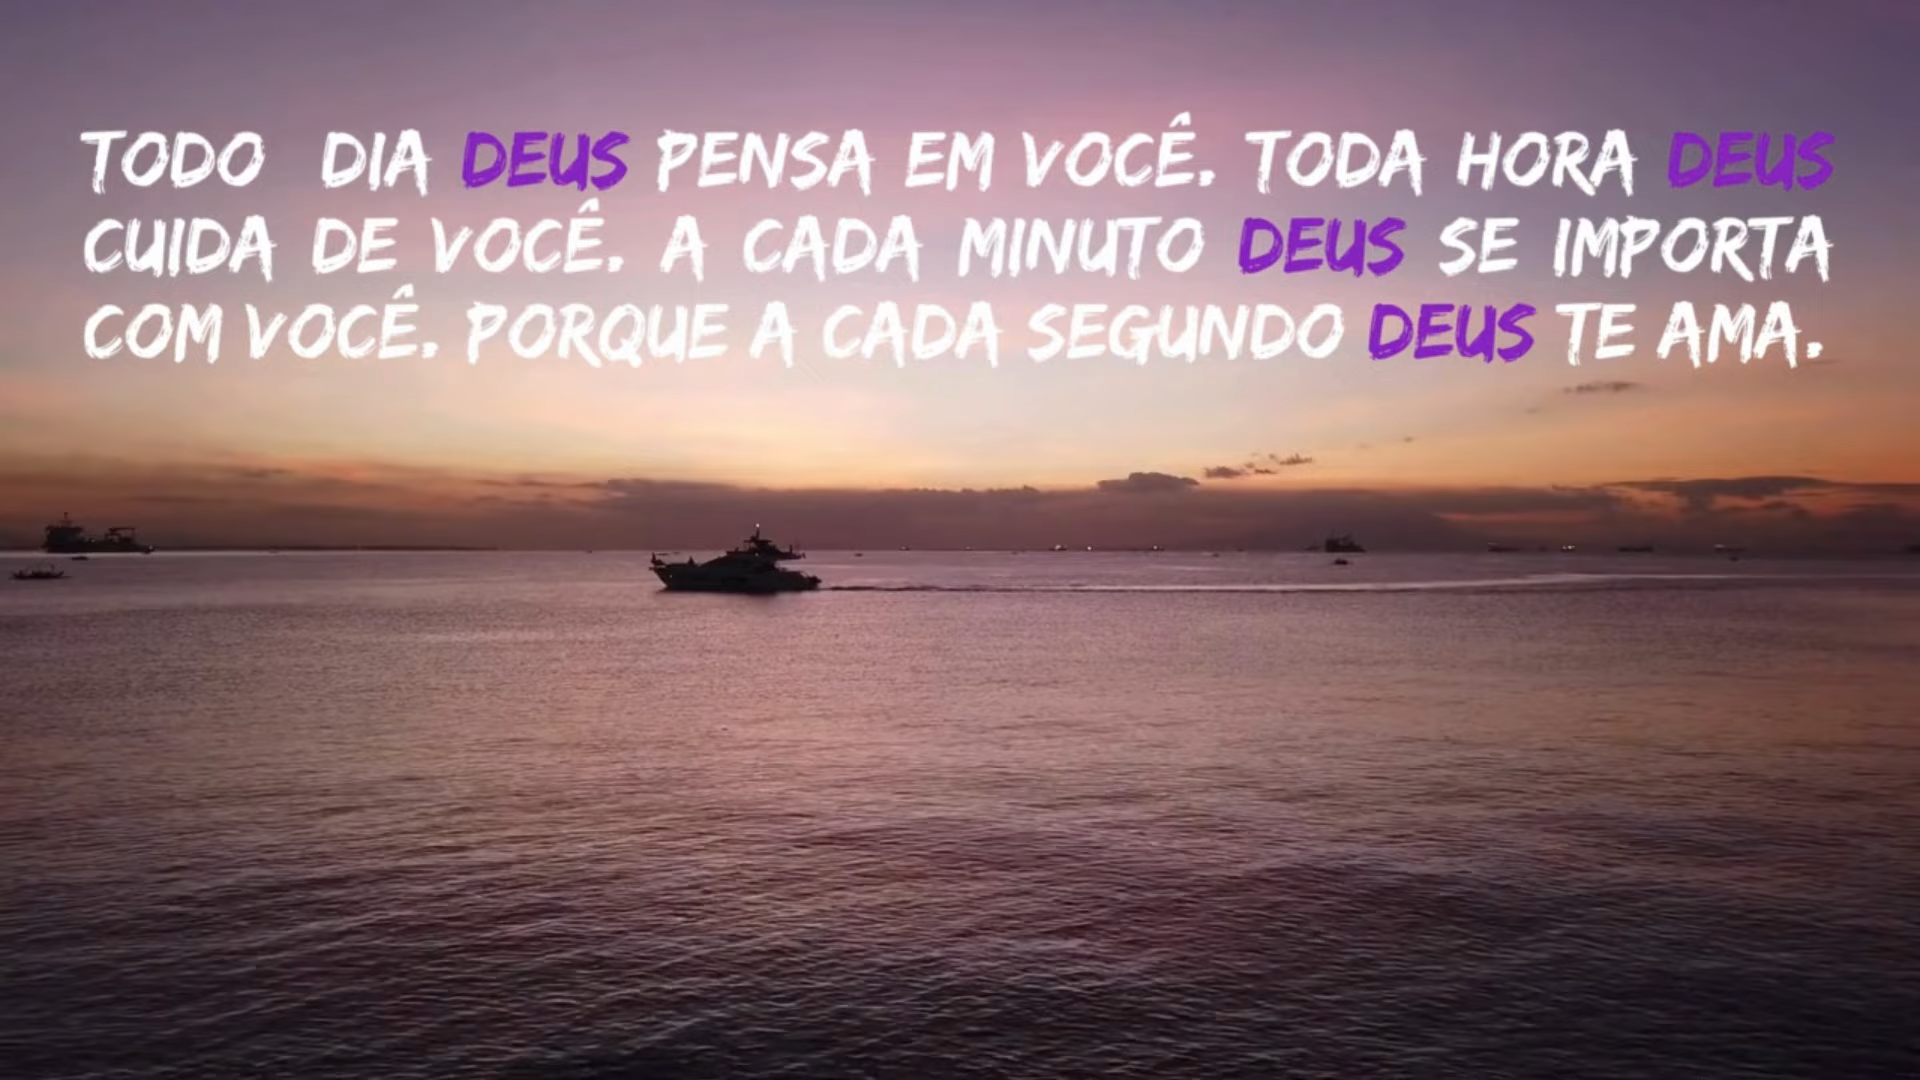 TODO DIA DEUS PENSA EM VOCÊ. TODA HORA DEUS
CUIDA DE VOCÊ. A CADA MINUTO DEUS SE IMPORTA
COM VOCÊ. PORQUE A CADA SEGUNDO DEUS TE AMA.